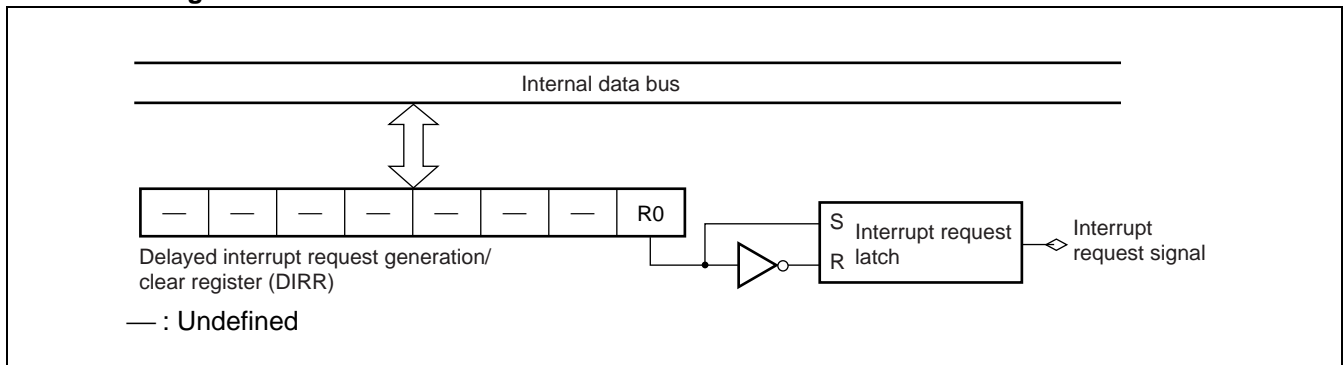 Internal data bus
— — — — — — — R0
Delayed interrupt request generation/
clear register (DIRR)
S
R
Interrupt request
latch
Interrupt
request signal
— : Undefined